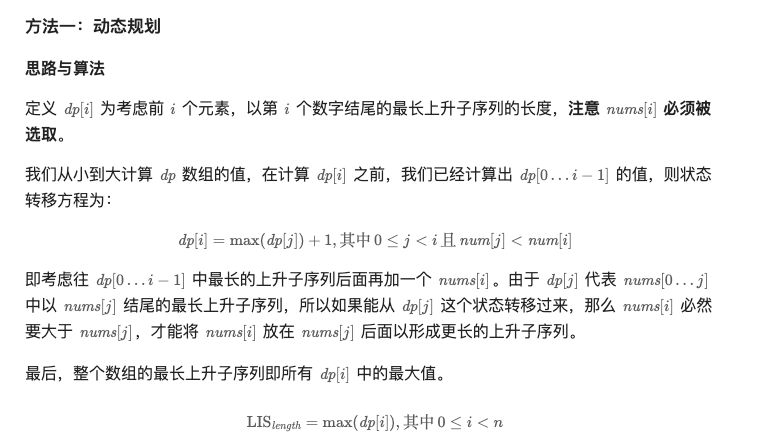 方法一：动态规划
思路与算法
定义 dp[i] 为考虑前 i 个元素，以第 i 个数字结尾的最长上升子序列的长度，注意 nums[i] 必须被
选取。
我们从小到大计算 dp 数组的值，在计算 dp[i] 之前，我们已经计算出 dp[0…i−1] 的值，则状态
转移方程为：
dp[i] = max(dp[j]) + 1, 其中 0 ≤ j < i 且 num[j] < num[i]
即考虑往 dp[0…i−1] 中最长的上升子序列后面再加一个 nums[i]。由于 dp[j] 代表 nums[0…j]
中以 nums[j] 结尾的最长上升子序列，所以如果能从 dp[j] 这个状态转移过来，那么 nums[i] 必然
要大于 nums[j]，才能将 nums[i] 放在 nums[j] 后面以形成更长的上升子序列。
最后，整个数组的最长上升子序列即所有 dp[i] 中的最大值。
LIS_length = max(dp[i]), 其中 0 ≤ i < n